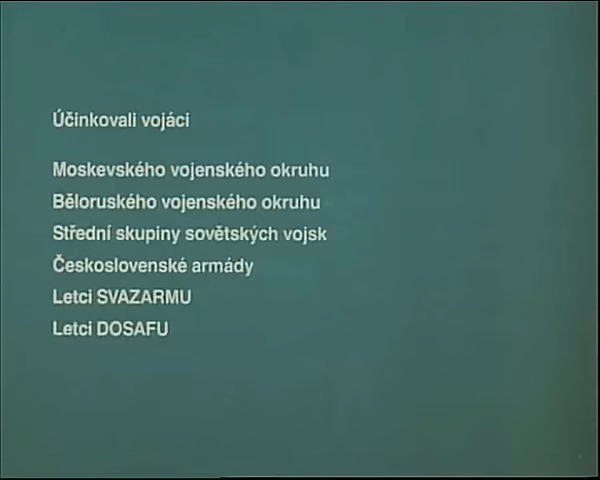 Účinkovali vojáci
Moskevského vojenského okruhu
Běloruského vojenského okruhu
Střední skupiny sovětských vojsk
Československé armády
Letci SVAZARMU
Letci DOSAFU